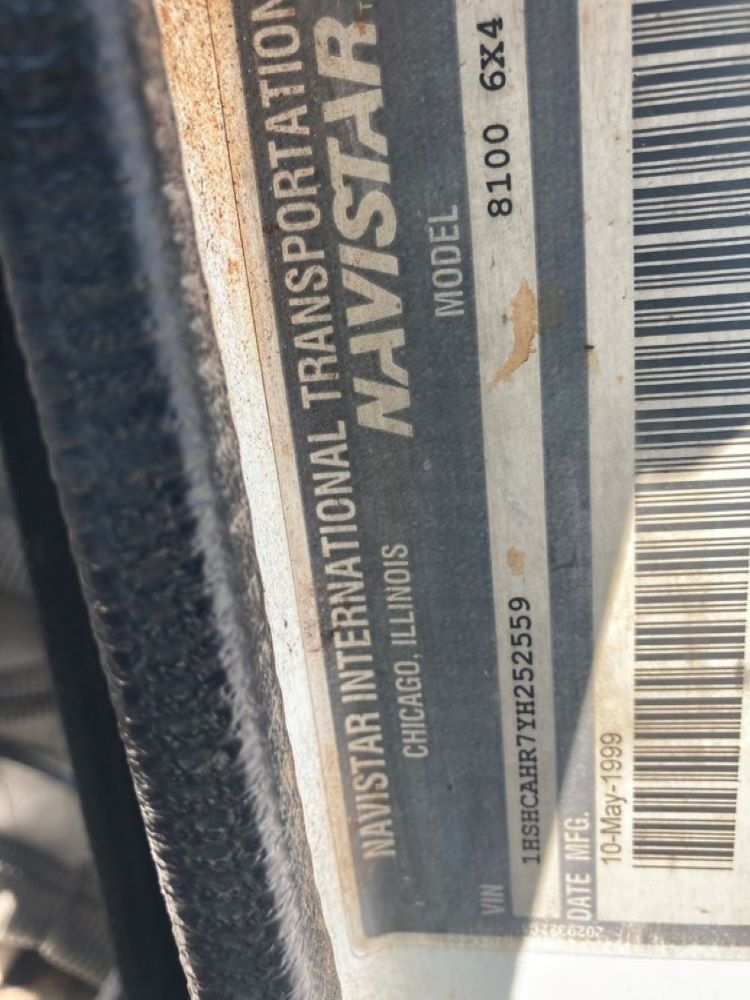 NAVISTAR INTERNATIONAL TRANSPORTATION
CHICAGO, ILLINOIS
NAVISTAR
VIN
MODEL
1HSHCAHR7YH252559
8100 6X4
DATE MFG.
10-May-1999